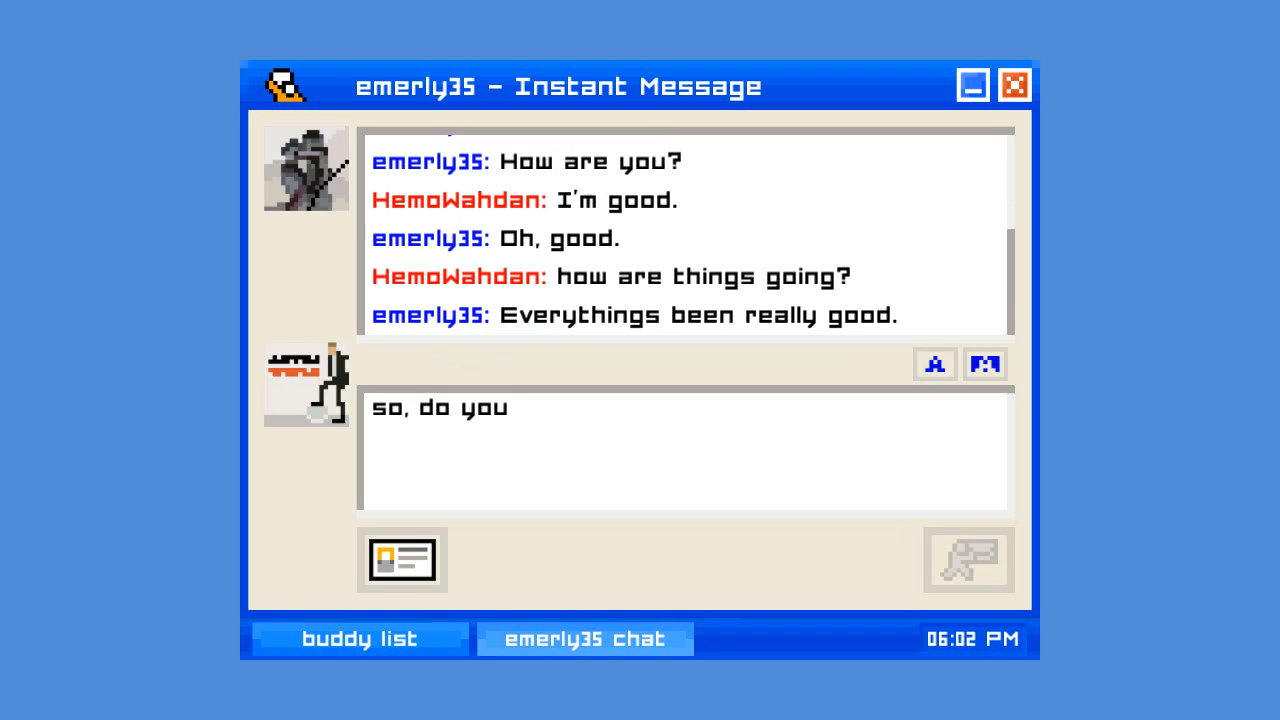 emerly35 - Instant Message
emerly35: How are you?
HemoWahdan: I'm good.
emerly35: Oh, good.
HemoWahdan: how are things going?
emerly35: Everythings been really good.
A
so, do you
buddy list
emerly35 chat
06:02 PM